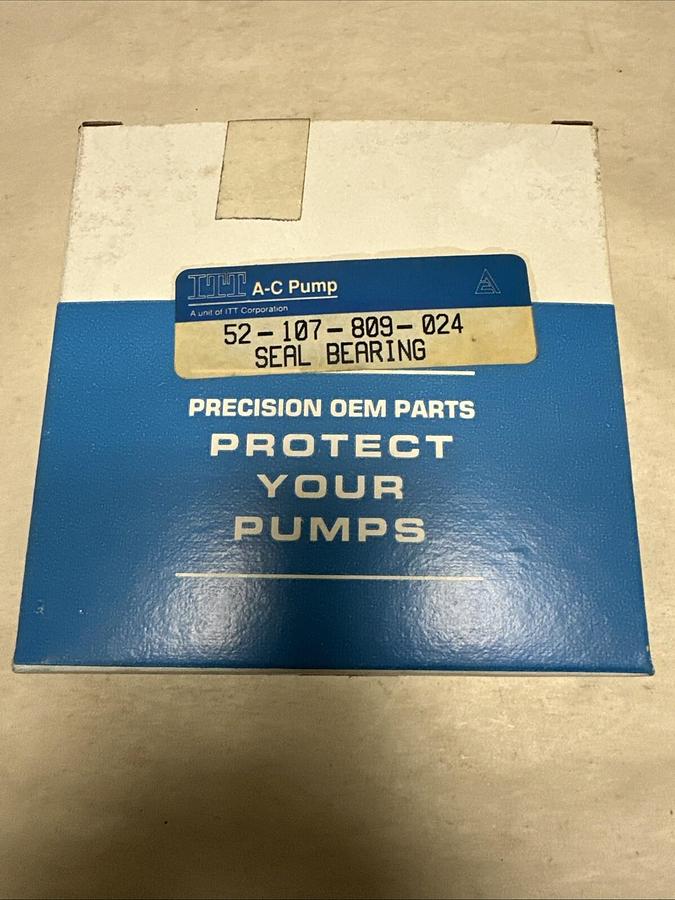 ITT A-C Pump
A unit of ITT Corporation
52-107-809-024
SEAL BEARING
PRECISION OEM PARTS
PROTECT
YOUR
PUMPS